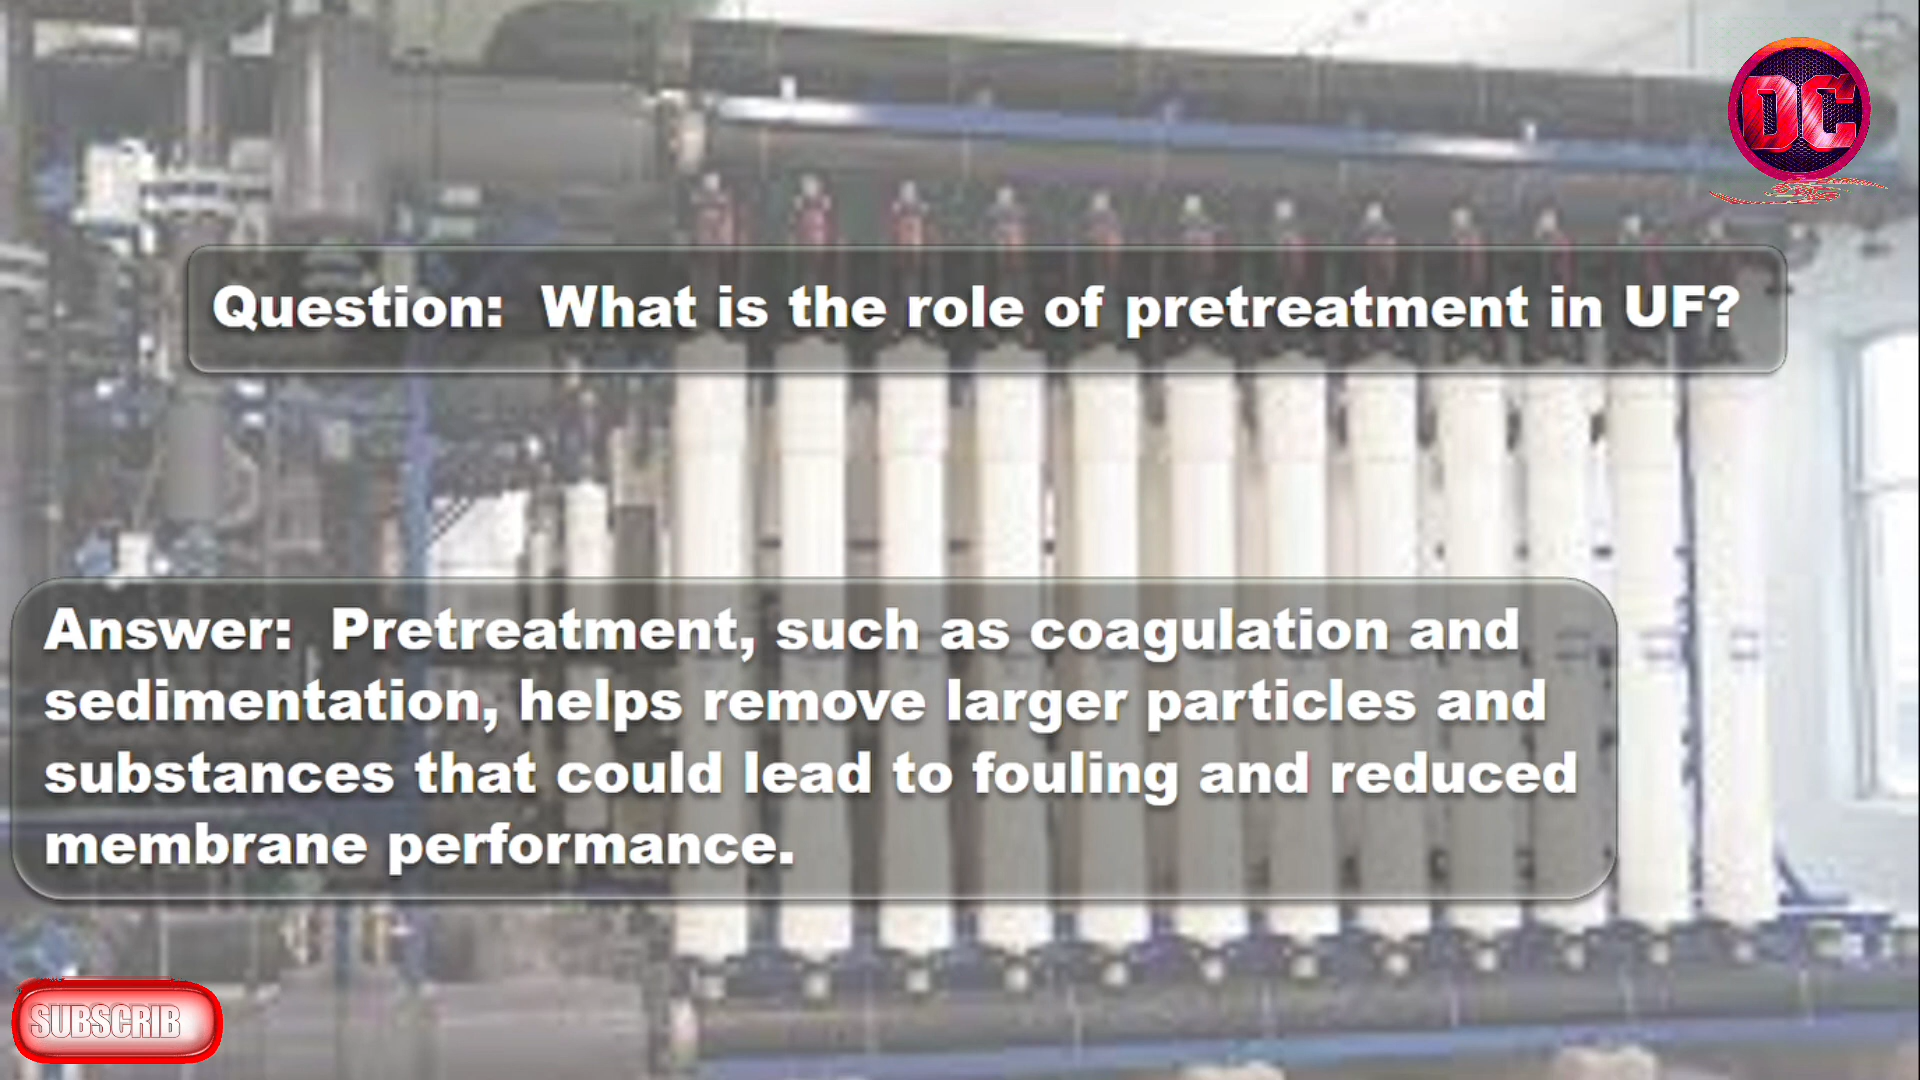 DC
Question: What is the role of pretreatment in UF?
Answer: Pretreatment, such as coagulation and
sedimentation, helps remove larger particles and
substances that could lead to fouling and reduced
membrane performance.
SUBSCRIB